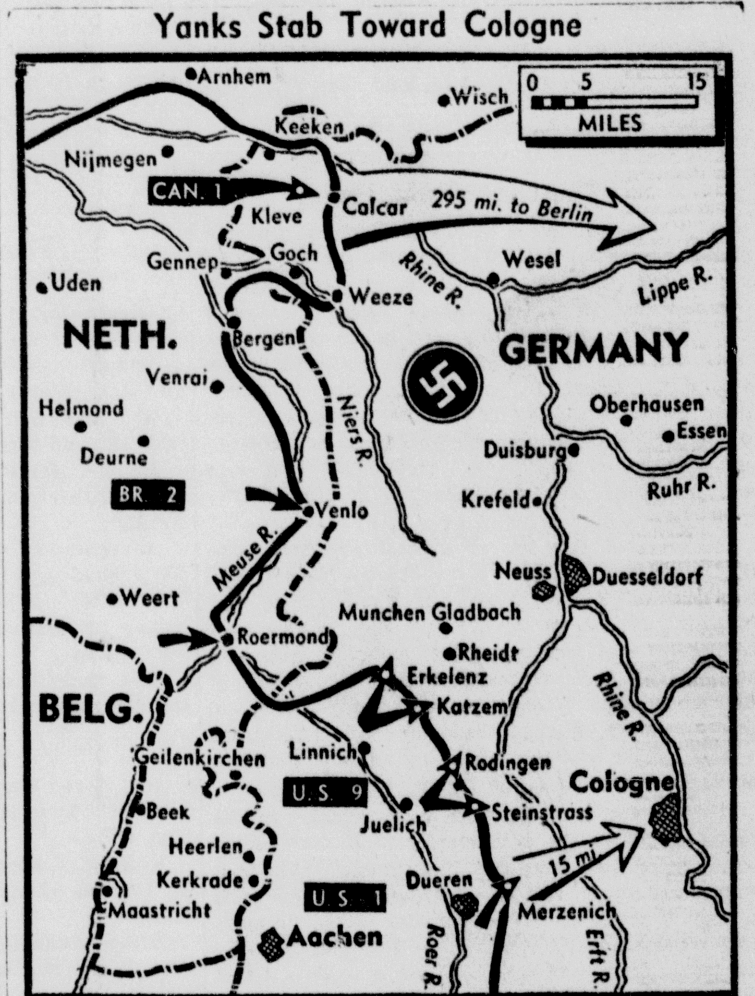 Yanks Stab Toward Cologne
Arnhem
Wisch
0 5 15
MILES
Keeken
Nijmegen
CAN. 1
Calcar
295 mi. to Berlin
Kleve
Gennep
Goch
Rhine R.
Wesel
Lippe R.
Uden
Weeze
NETH.
Bergen
GERMANY
Venrai
Niers R.
Helmond
Oberhausen
Essen
Deurne
Duisburg
BR. 2
Krefeld
Ruhr R.
Venlo
Meuse R.
Neuss
Duesseldorf
Weert
Munchen Gladbach
Roermond
Rheidt
Erkelenz
Rhine R.
BELG.
Katzem
Geilenkirchen
Linnich
Rodingen
U. S. 9
Cologne
Beek
Juelich
Steinstrass
Heerlen
15 mi.
Kerkrade
U. S. 1
Dueren
Maastricht
Merzenich
Aachen
Roer R.
Erft R.